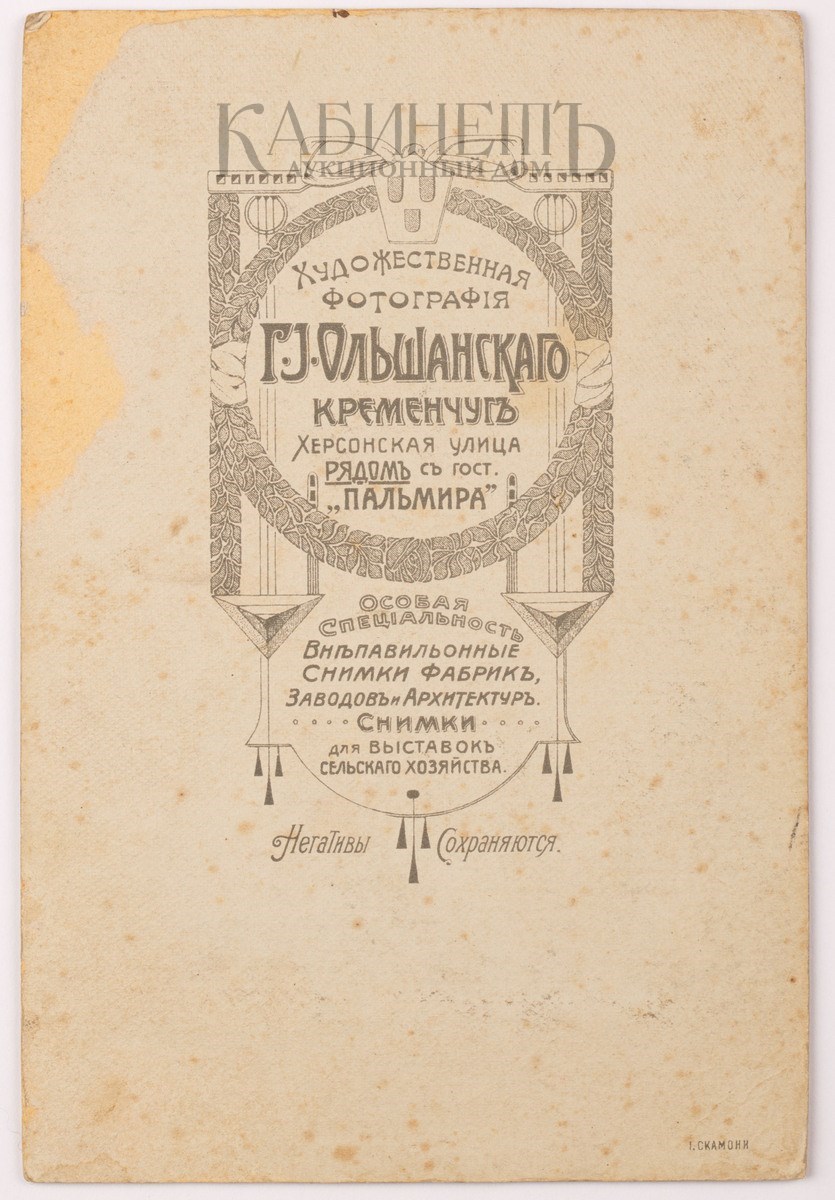 КАБИНЕТЪ
АУКЦИОННЫЙ ДОМ
ХУДОЖЕСТВЕННАЯ
ФОТОГРАФІЯ
Г.І.ОЛЬШАНСКАГО
КРЕМЕНЧУГЪ
ХЕРСОНСКАЯ УЛИЦА
РЯДОМЪ СЪ ГОСТ.
„ПАЛЬМИРА”
ОСОБАЯ
СПЕЦІАЛЬНОСТЬ
ВНѢПАВИЛЬОННЫЕ
СНИМКИ ФАБРИКЪ,
ЗАВОДОВЪ и АРХИТЕКТУР.
СНИМКИ
для ВЫСТАВОКЪ
СЕЛЬСКАГО ХОЗЯЙСТВА.
Негативы Сохраняются.
І. СКАМОНИ